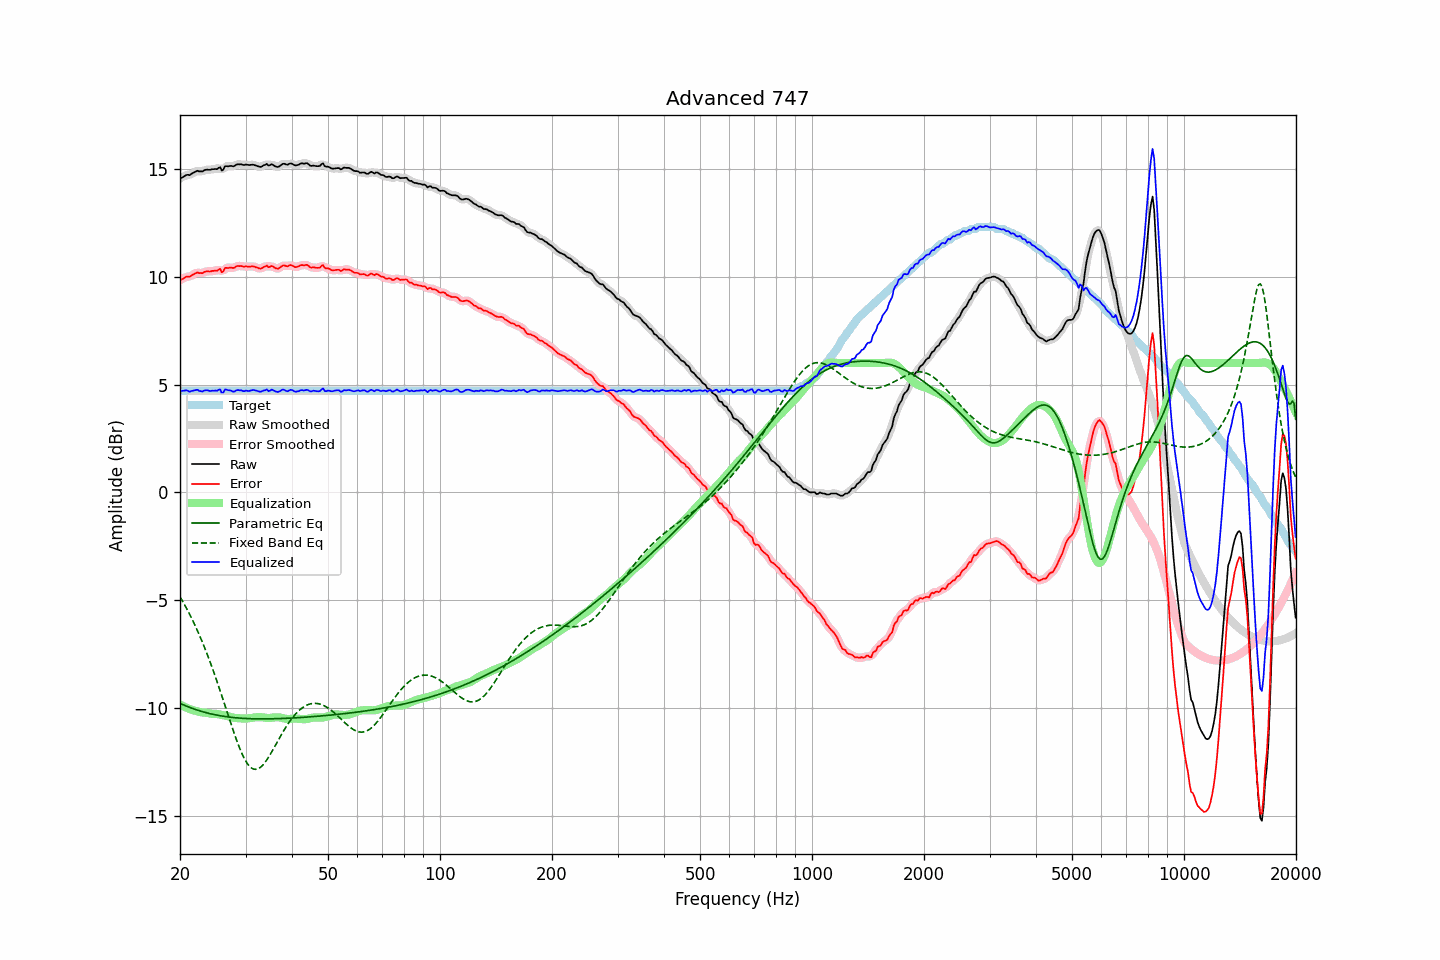 Advanced 747
Amplitude (dBr)
15
10
5
0
−5
−10
−15
Target
Raw Smoothed
Error Smoothed
Raw
Error
Equalization
Parametric Eq
Fixed Band Eq
Equalized
20 50 100 200 500 1000 2000 5000 10000 20000
Frequency (Hz)